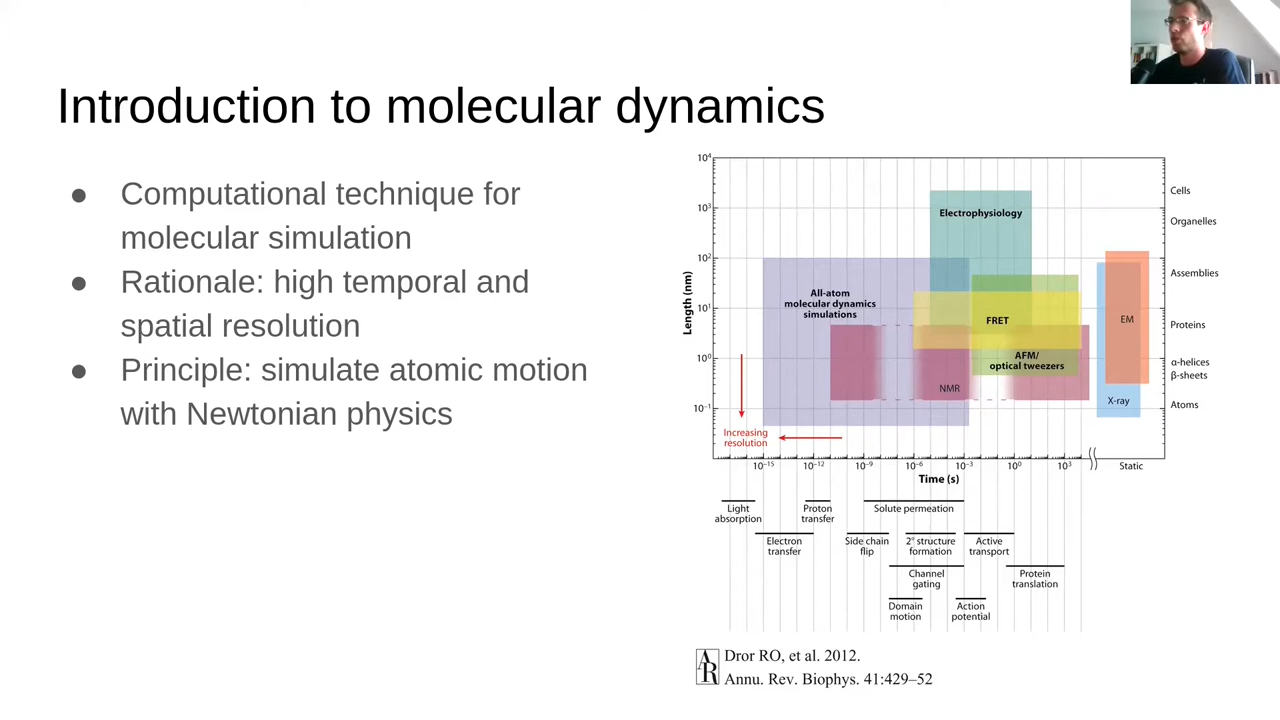 Introduction to molecular dynamics
● Computational technique for
molecular simulation
● Rationale: high temporal and
spatial resolution
● Principle: simulate atomic motion
with Newtonian physics
Length (nm)
10⁴
10³
10²
10¹
10⁰
10⁻¹
Electrophysiology
All-atom
molecular dynamics
simulations
FRET
AFM/
optical tweezers
NMR
EM
X-ray
Increasing
resolution
Cells
Organelles
Assemblies
Proteins
α-helices
β-sheets
Atoms
10⁻¹⁵ 10⁻¹² 10⁻⁹ 10⁻⁶ 10⁻³ 10⁰ 10³ Static
Time (s)
Light
absorption
Proton
transfer
Solute permeation
Electron
transfer
Side chain
flip
2° structure
formation
Active
transport
Channel
gating
Protein
translation
Domain
motion
Action
potential
AR
Dror RO, et al. 2012.
Annu. Rev. Biophys. 41:429–52